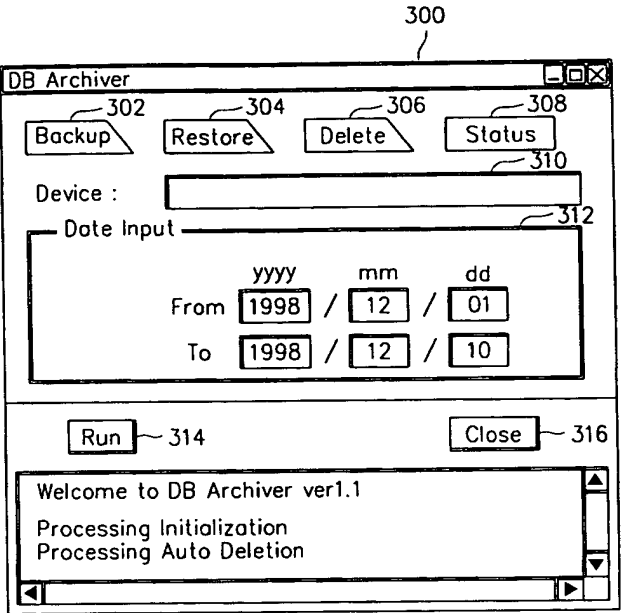 300
DB Archiver
302 304 306 308
Backup Restore Delete Status
310
Device :
312
Date Input
yyyy mm dd
From 1998 / 12 / 01
To 1998 / 12 / 10
Run 314 Close 316
Welcome to DB Archiver ver1.1
Processing Initialization
Processing Auto Deletion